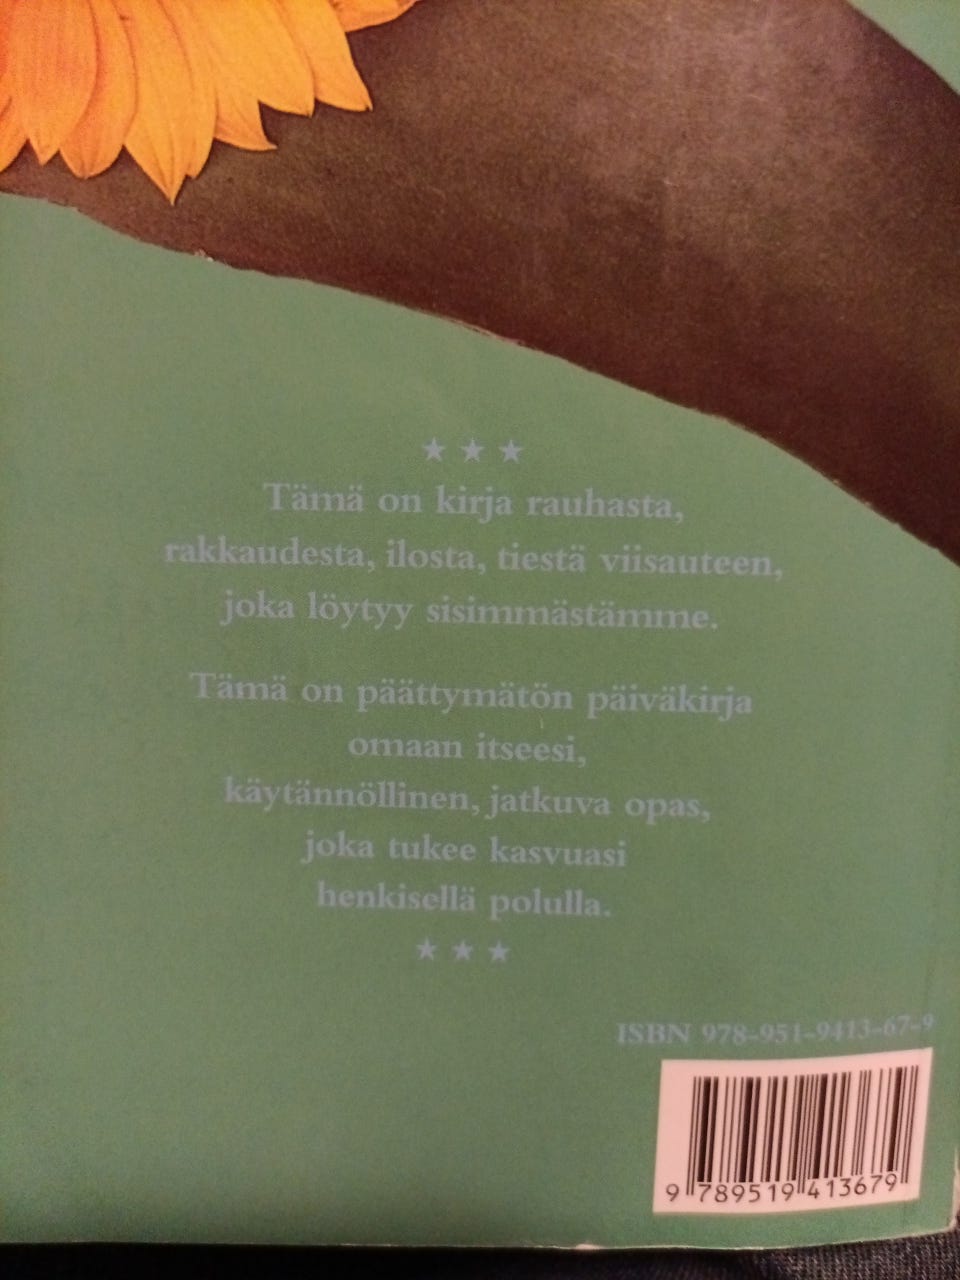 ★ ★ ★
Tämä on kirja rauhasta,
rakkaudesta, ilosta, tiestä viisauteen,
joka löytyy sisimmästämme.
Tämä on päättymätön päiväkirja
omaan itseesi,
käytännöllinen, jatkuva opas,
joka tukee kasvuasi
henkisellä polulla.
★ ★ ★
ISBN 978-951-9413-67-9
9 789519 413679